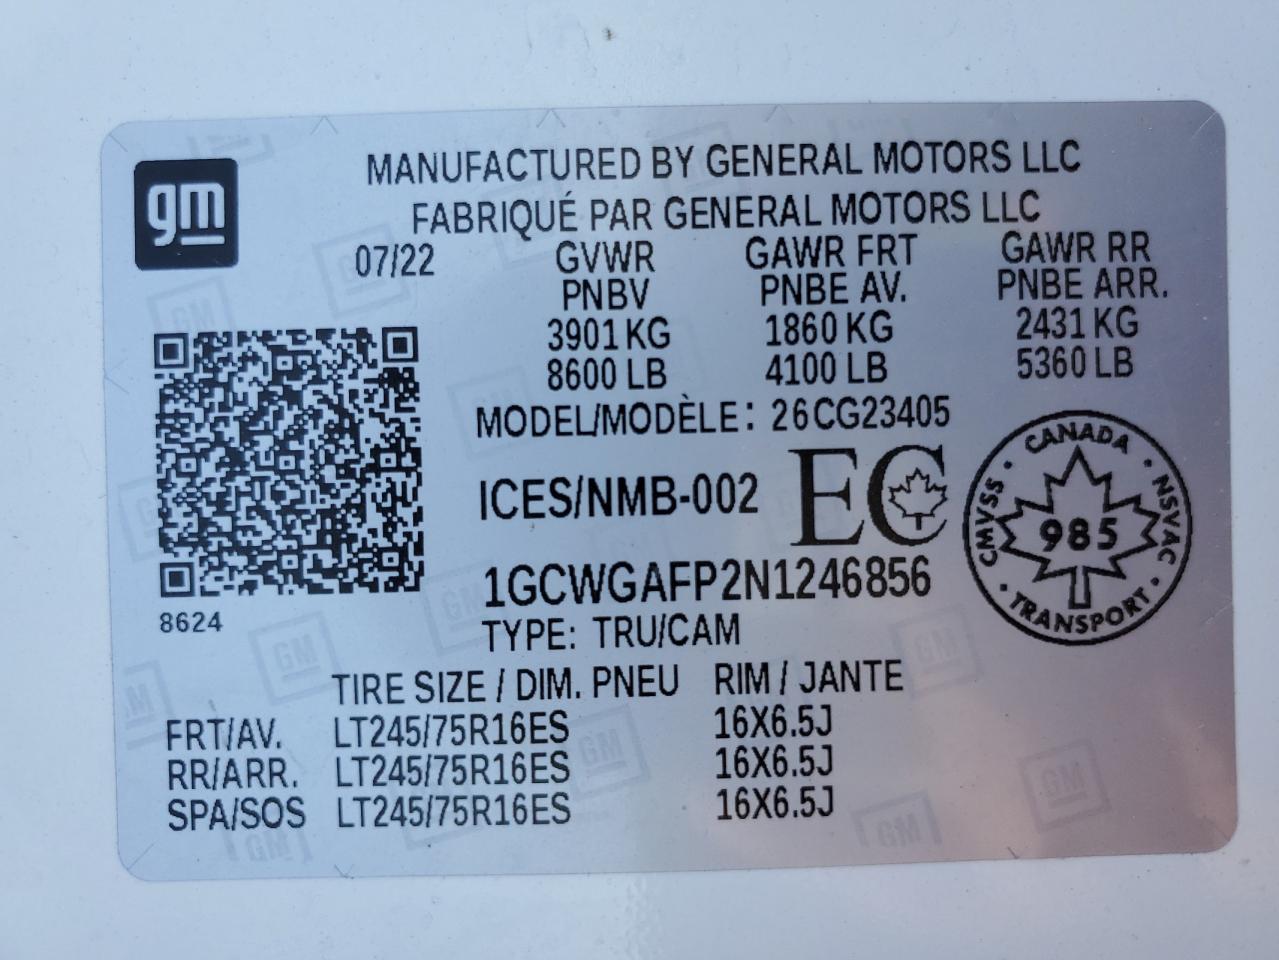 gm
MANUFACTURED BY GENERAL MOTORS LLC
FABRIQUÉ PAR GENERAL MOTORS LLC
07/22 GVWR GAWR FRT GAWR RR
PNBV PNBE AV. PNBE ARR.
3901 KG 1860 KG 2431 KG
8600 LB 4100 LB 5360 LB
MODEL/MODÈLE: 26CG23405
ICES/NMB-002 EC
CANADA
CMVSS · NSVAC
985
TRANSPORT
1GCWGAFP2N1246856
8624
TYPE: TRU/CAM
TIRE SIZE / DIM. PNEU RIM / JANTE
FRT/AV. LT245/75R16ES 16X6.5J
RR/ARR. LT245/75R16ES 16X6.5J
SPA/SOS LT245/75R16ES 16X6.5J